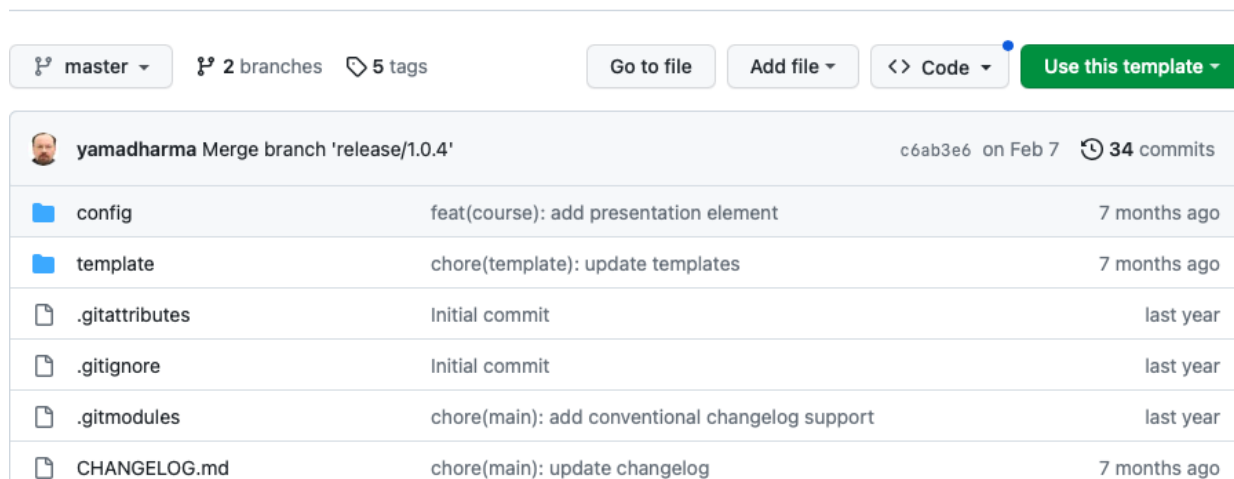 master 2 branches 5 tags Go to file Add file <> Code Use this template
yamadharma Merge branch 'release/1.0.4' c6ab3e6 on Feb 7 34 commits
config feat(course): add presentation element 7 months ago
template chore(template): update templates 7 months ago
.gitattributes Initial commit last year
.gitignore Initial commit last year
.gitmodules chore(main): add conventional changelog support last year
CHANGELOG.md chore(main): update changelog 7 months ago